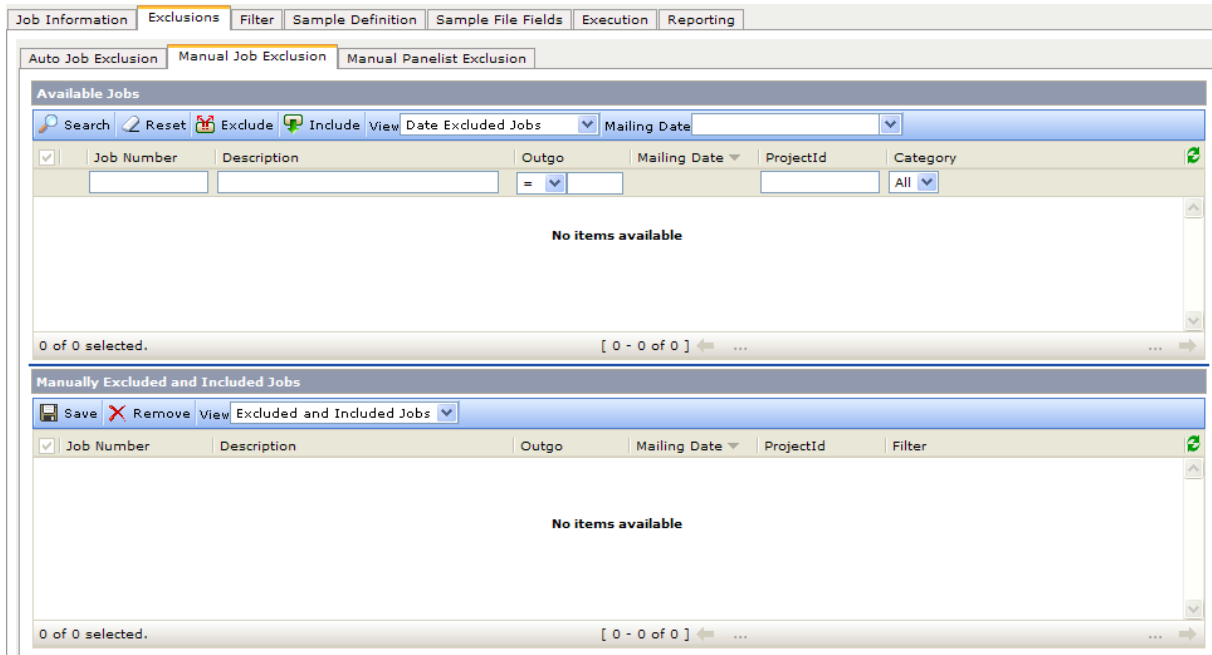 Job Information Exclusions Filter Sample Definition Sample File Fields Execution Reporting
Auto Job Exclusion Manual Job Exclusion Manual Panelist Exclusion
Available Jobs
Search Reset Exclude Include View Date Excluded Jobs Mailing Date
Job Number Description Outgo Mailing Date ProjectId Category
= All
No items available
0 of 0 selected. [ 0 - 0 of 0 ] ... ...
Manually Excluded and Included Jobs
Save Remove View Excluded and Included Jobs
Job Number Description Outgo Mailing Date ProjectId Filter
No items available
0 of 0 selected. [ 0 - 0 of 0 ] ... ...